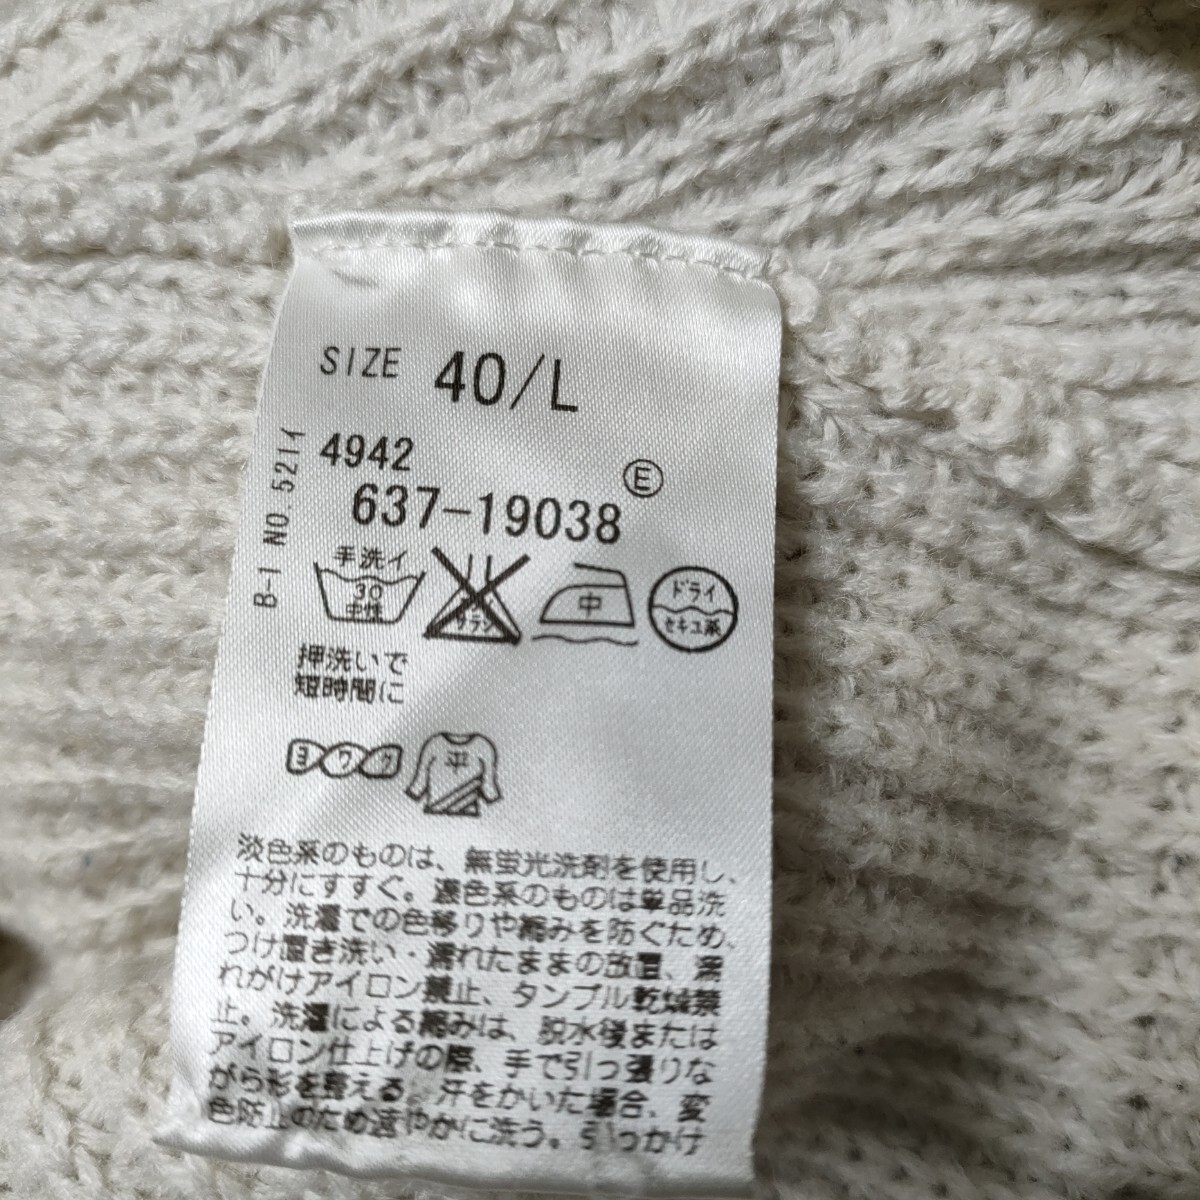 SIZE 40/L
4942
637-19038 Ⓔ
B-1 NO.521イ
手洗イ
30
中性
サラシ
中
ドライ
セキユ系
押洗いで
短時間に
ヨワク
平
淡色系のものは、無蛍光洗剤を使用し、
十分にすすぐ。濃色系のものは単品洗
い。洗濯での色移りや縮みを防ぐため、
つけ置き洗い・濡れたままの放置、濡
れがけアイロン禁止、タンブル乾燥禁
止。洗濯による縮みは、脱水後または
アイロン仕上げの際、手で引っ張りな
がら形を整える。汗をかいた場合、変
色防止のため速やかに洗う。引っかけ